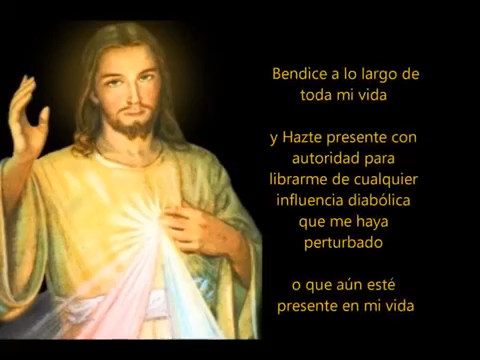 Bendice a lo largo de
toda mi vida
y Hazte presente con
autoridad para
librarme de cualquier
influencia diabólica
que me haya
perturbado
o que aún esté
presente en mi vida